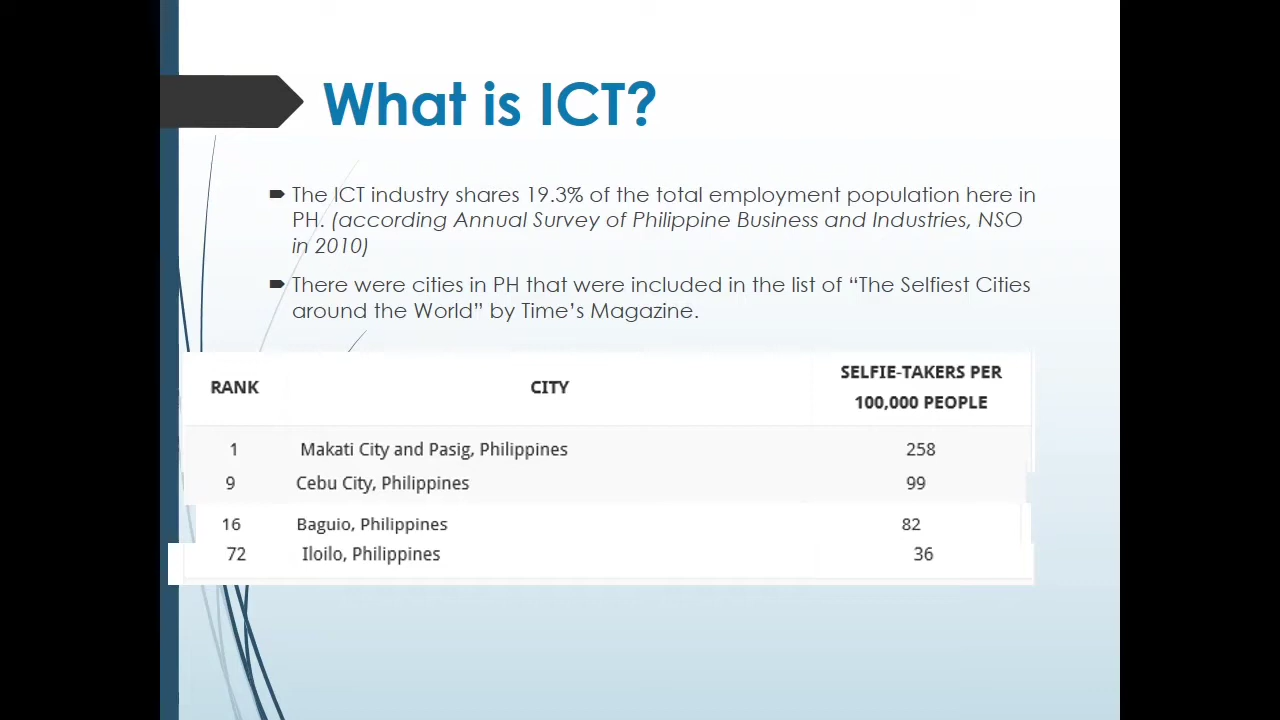 What is ICT?
The ICT industry shares 19.3% of the total employment population here in
PH. (according Annual Survey of Philippine Business and Industries, NSO
in 2010)
There were cities in PH that were included in the list of “The Selfiest Cities
around the World” by Time’s Magazine.
RANK CITY SELFIE-TAKERS PER
100,000 PEOPLE
1 Makati City and Pasig, Philippines 258
9 Cebu City, Philippines 99
16 Baguio, Philippines 82
72 Iloilo, Philippines 36